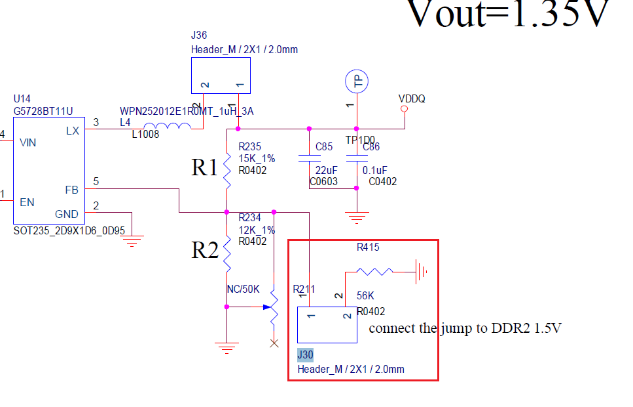 Vout=1.35V
J36
Header_M / 2X1 / 2.0mm
2
1
2
1
TP
1
VDDQ
U14
G5728BT11U
WPN252012E1R0MT_1uH_3A
L4
L1008
LX
3
4
VIN
TP1D0
R235
15K_1%
R0402
C85
22uF
C0603
C86
0.1uF
C0402
R1
FB
5
1
EN
GND
2
SOT235_2D9X1D6_0D95
R234
12K_1%
R0402
R2
R415
NC/50K
R211
56K
R0402
1
2
1
2
connect the jump to DDR2 1.5V
J30
Header_M / 2X1 / 2.0mm